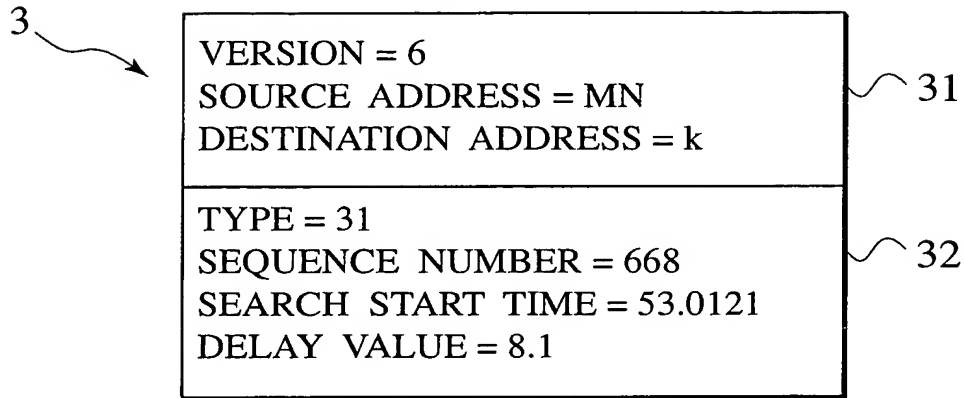 3
VERSION = 6
SOURCE ADDRESS = MN
DESTINATION ADDRESS = k
31
TYPE = 31
SEQUENCE NUMBER = 668
SEARCH START TIME = 53.0121
DELAY VALUE = 8.1
32